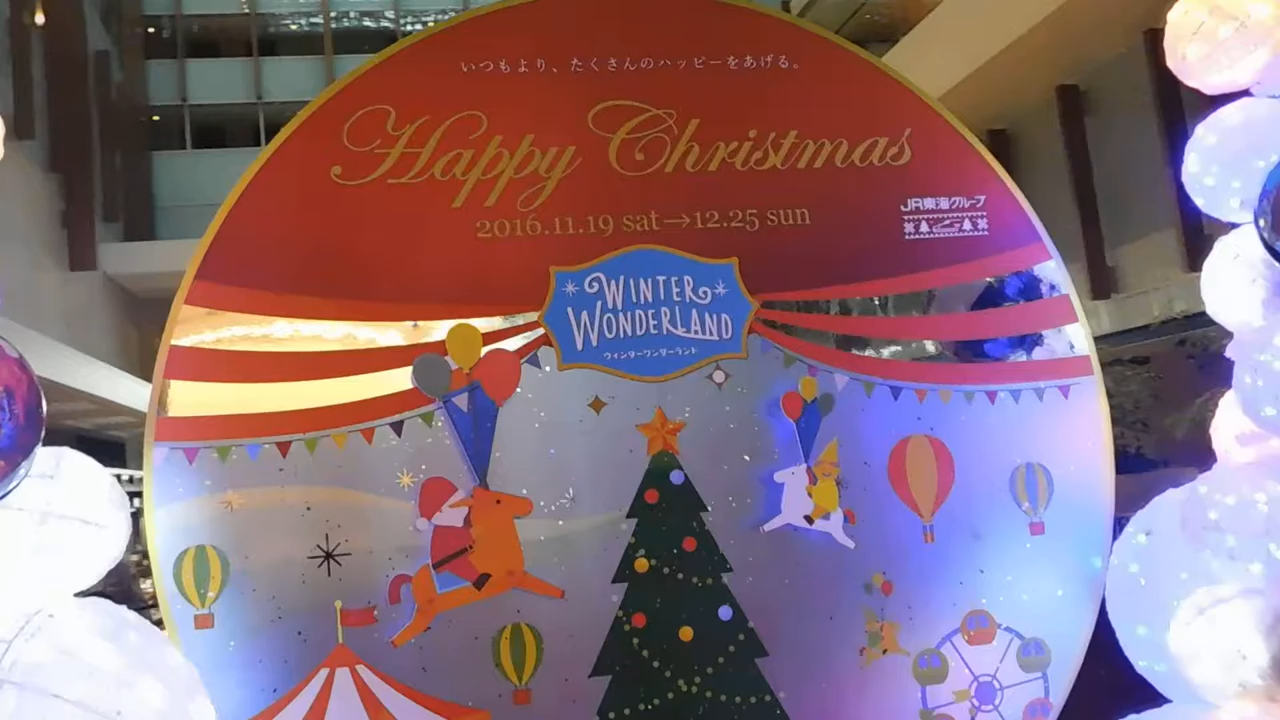 いつもより、たくさんのハッピーをあげる。
Happy Christmas
2016.11.19 sat→12.25 sun
JR東海グループ
WINTER
WONDERLAND
ウィンターワンダーランド